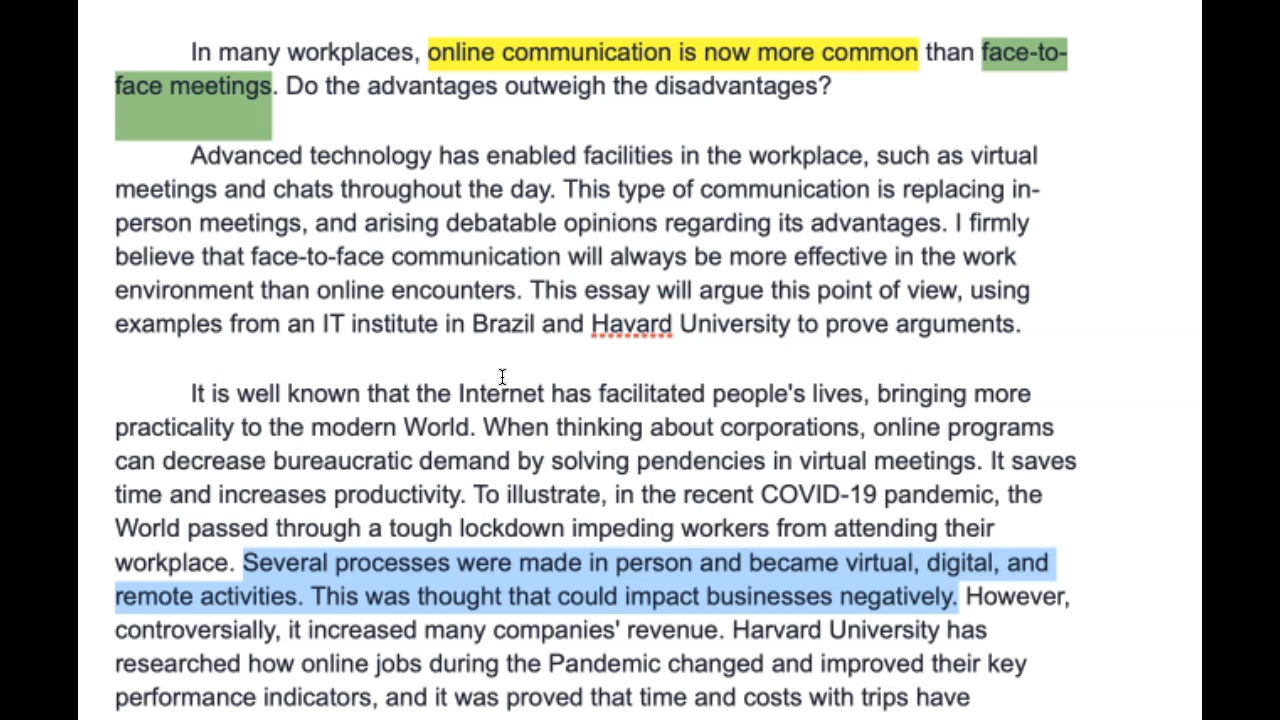 In many workplaces, online communication is now more common than face-to-
face meetings. Do the advantages outweigh the disadvantages?
Advanced technology has enabled facilities in the workplace, such as virtual
meetings and chats throughout the day. This type of communication is replacing in-
person meetings, and arising debatable opinions regarding its advantages. I firmly
believe that face-to-face communication will always be more effective in the work
environment than online encounters. This essay will argue this point of view, using
examples from an IT institute in Brazil and Havard University to prove arguments.
It is well known that the Internet has facilitated people's lives, bringing more
practicality to the modern World. When thinking about corporations, online programs
can decrease bureaucratic demand by solving pendencies in virtual meetings. It saves
time and increases productivity. To illustrate, in the recent COVID-19 pandemic, the
World passed through a tough lockdown impeding workers from attending their
workplace. Several processes were made in person and became virtual, digital, and
remote activities. This was thought that could impact businesses negatively. However,
controversially, it increased many companies' revenue. Harvard University has
researched how online jobs during the Pandemic changed and improved their key
performance indicators, and it was proved that time and costs with trips have